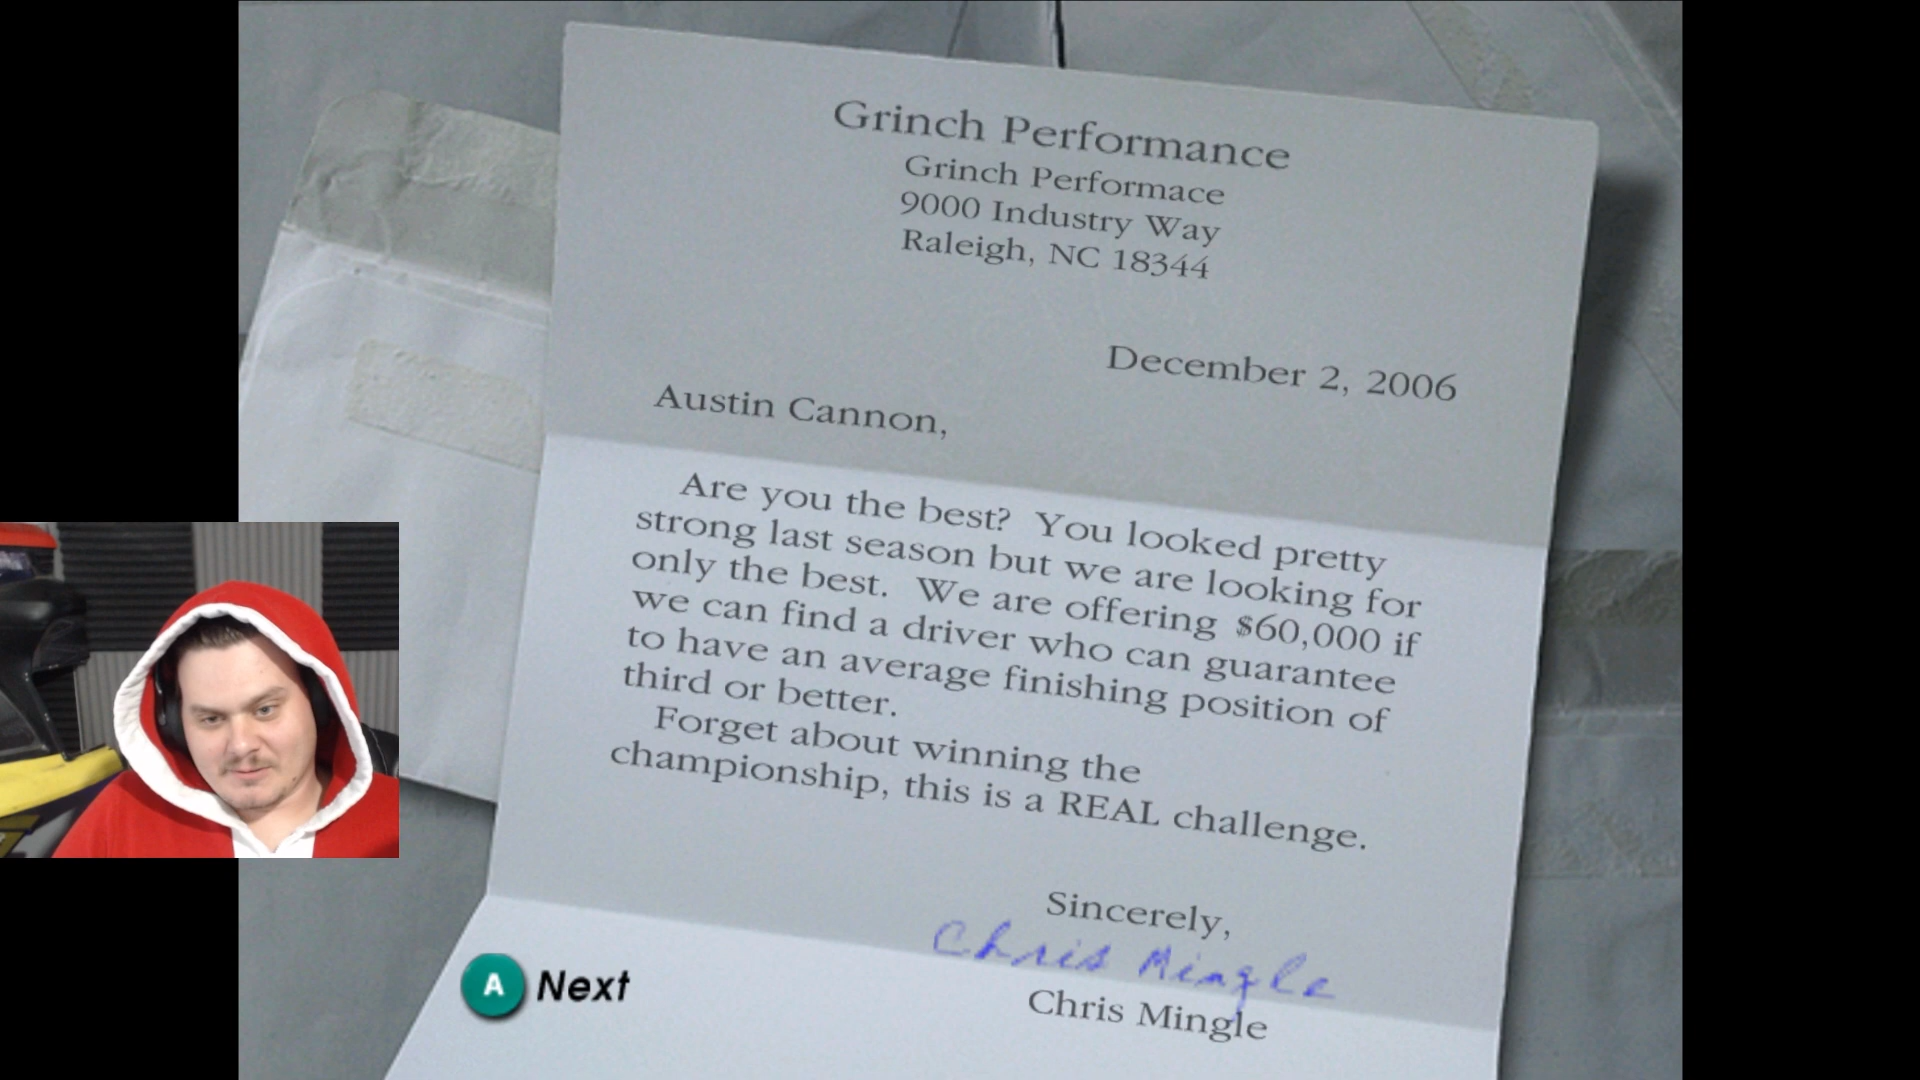 Grinch Performance
Grinch Performace
9000 Industry Way
Raleigh, NC 18344
December 2, 2006
Austin Cannon,
Are you the best? You looked pretty
strong last season but we are looking for
only the best. We are offering $60,000 if
we can find a driver who can guarantee
to have an average finishing position of
third or better.
Forget about winning the
championship, this is a REAL challenge.
Sincerely,
Chris Mingle
Chris Mingle
A Next